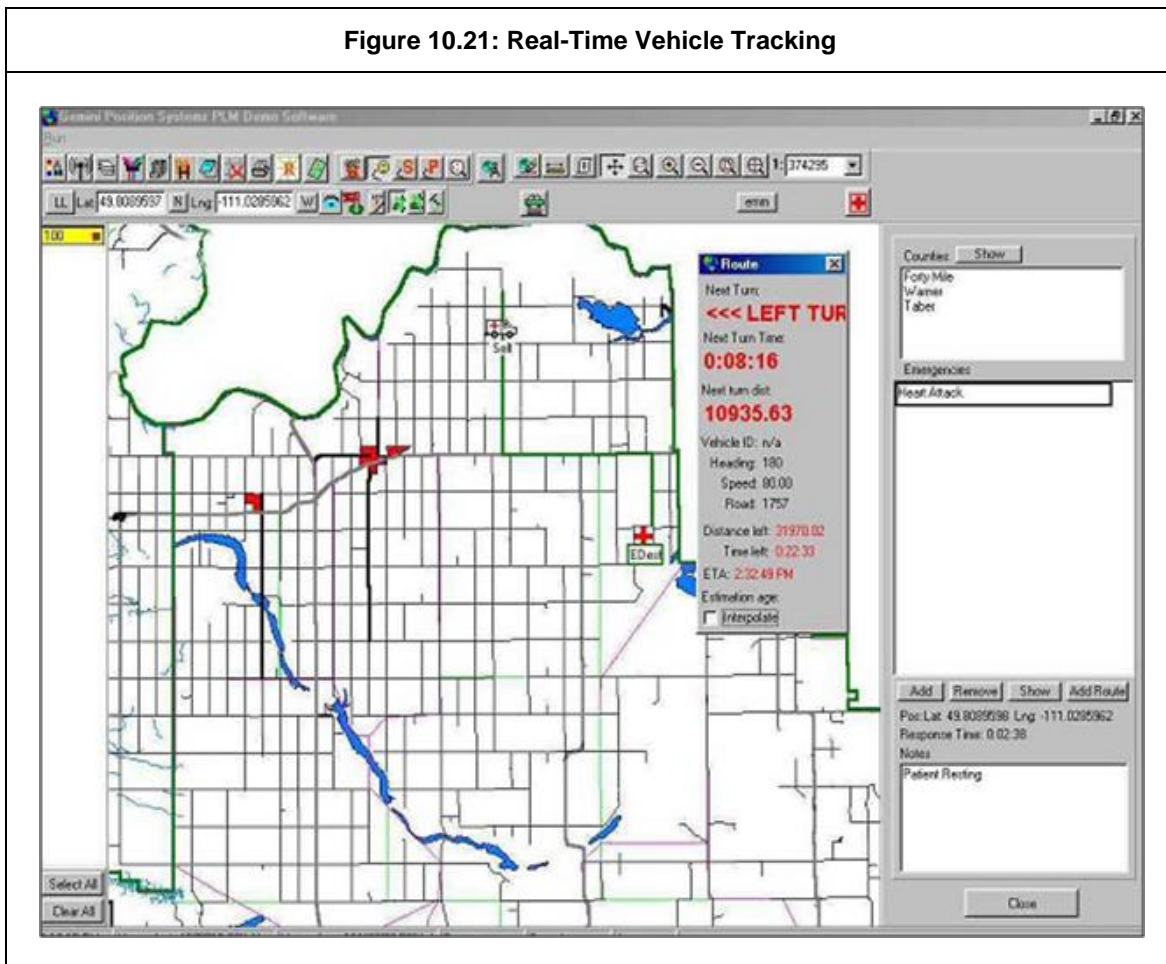 Figure 10.21: Real-Time Vehicle Tracking
Gemini Position Systems PLM Demo Software
Run
1: 374295
LL Lat: 49.8089597 N Lng: -111.0285962 W
emn
100
Sell
EDest
Route
Next Turn:
<<< LEFT TUR
Next Turn Time:
0:08:16
Next turn dist:
10935.63
Vehicle ID: n/a
Heading: 180
Speed: 80.00
Road: 1757
Distance left: 31970.02
Time left: 0:22:33
ETA: 2:32:49 PM
Estimation age:
Interpolate
Counties: Show
Forty Mile
Warner
Taber
Emergencies
Heart Attack
Add Remove Show Add Route
Pos: Lat: 49.8089598 Lng: -111.0285962
Response Time: 0:02:38
Notes
Patient Resting
Close
Select All
Clear All